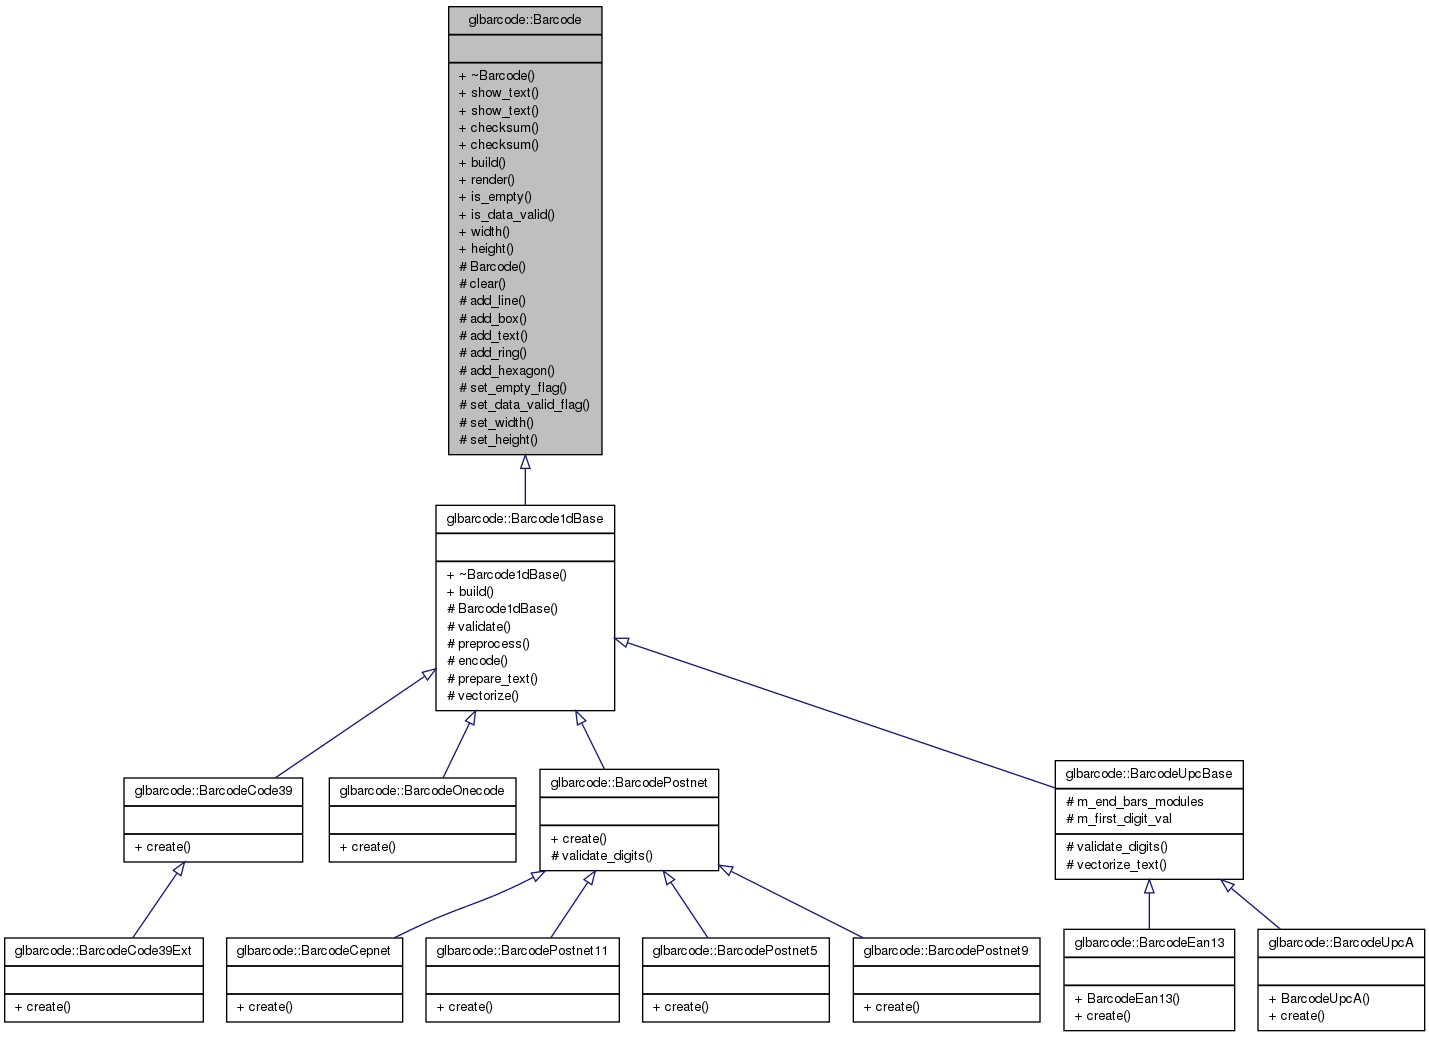 glbarcode::Barcode
+ ~Barcode()
+ show_text()
+ show_text()
+ checksum()
+ checksum()
+ build()
+ render()
+ is_empty()
+ is_data_valid()
+ width()
+ height()
# Barcode()
# clear()
# add_line()
# add_box()
# add_text()
# add_ring()
# add_hexagon()
# set_empty_flag()
# set_data_valid_flag()
# set_width()
# set_height()
glbarcode::Barcode1dBase
+ ~Barcode1dBase()
+ build()
# Barcode1dBase()
# validate()
# preprocess()
# encode()
# prepare_text()
# vectorize()
glbarcode::BarcodeCode39
+ create()
glbarcode::BarcodeOnecode
+ create()
glbarcode::BarcodePostnet
+ create()
# validate_digits()
glbarcode::BarcodeUpcBase
# m_end_bars_modules
# m_first_digit_val
# validate_digits()
# vectorize_text()
glbarcode::BarcodeCode39Ext
+ create()
glbarcode::BarcodeCepnet
+ create()
glbarcode::BarcodePostnet11
+ create()
glbarcode::BarcodePostnet5
+ create()
glbarcode::BarcodePostnet9
+ create()
glbarcode::BarcodeEan13
+ BarcodeEan13()
+ create()
glbarcode::BarcodeUpcA
+ BarcodeUpcA()
+ create()